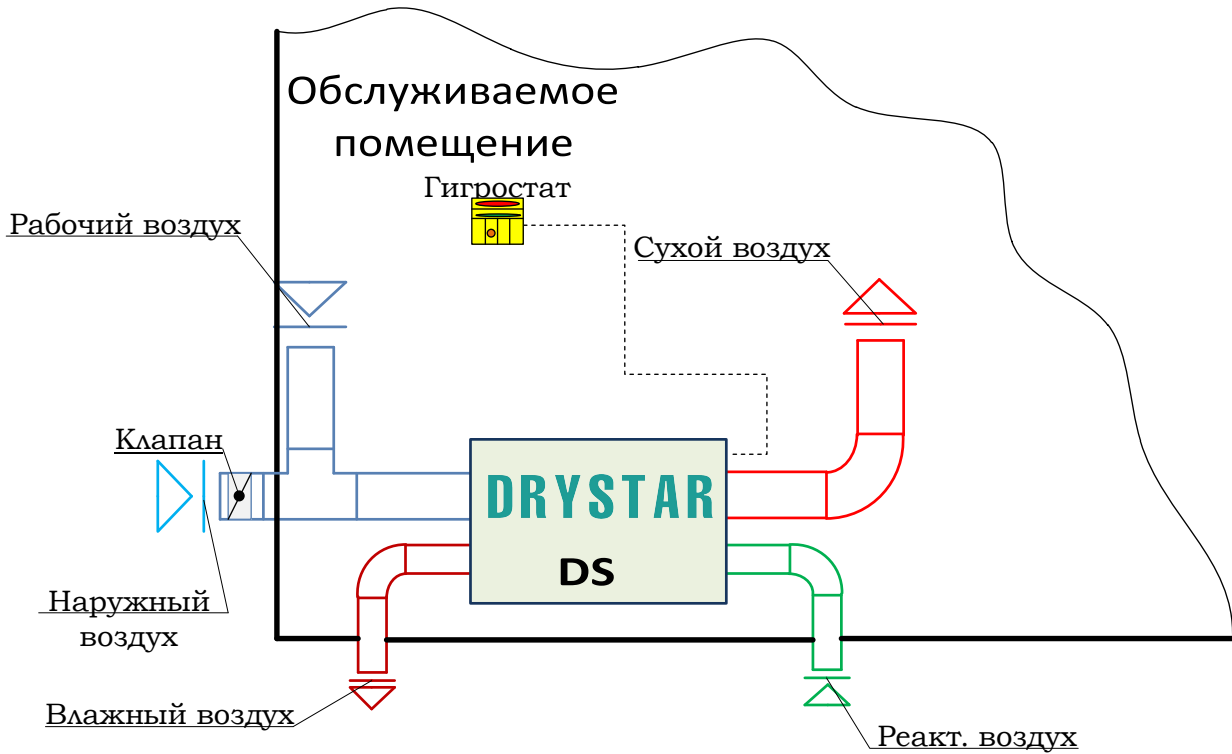 Обслуживаемое
помещение
Гигростат
Рабочий воздух
Сухой воздух
Клапан
DRYSTAR
DS
Наружный
воздух
Влажный воздух
Реакт. воздух